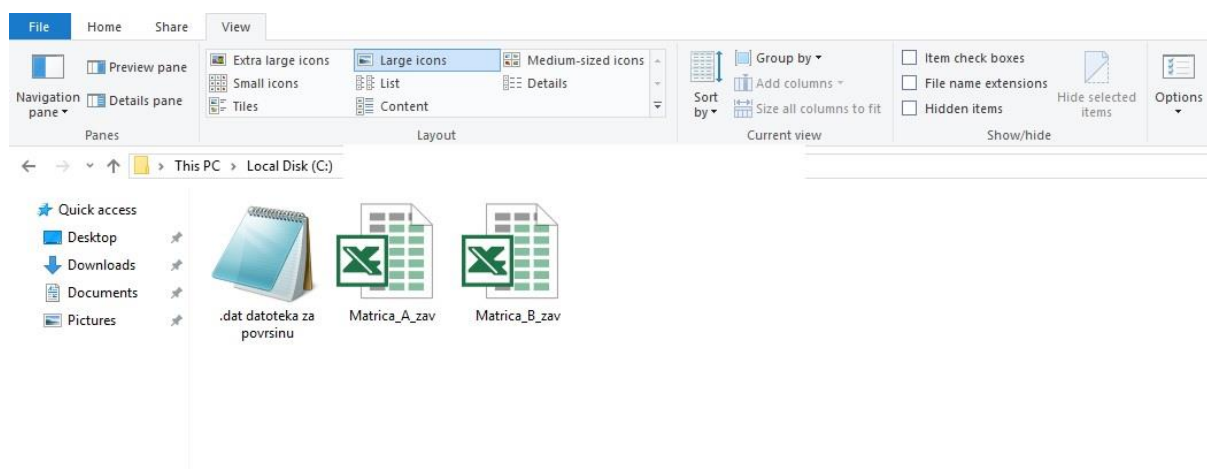 File Home Share View
Preview pane
Details pane
Navigation
pane
Panes
Extra large icons Large icons Medium-sized icons
Small icons List Details
Tiles Content
Layout
Sort
by
Group by
Add columns
Size all columns to fit
Current view
Item check boxes
File name extensions
Hidden items
Hide selected
items
Show/hide
Options
This PC > Local Disk (C:)
Quick access
Desktop
Downloads
Documents
Pictures
.dat datoteka za
povrsinu
Matrica_A_zav
Matrica_B_zav